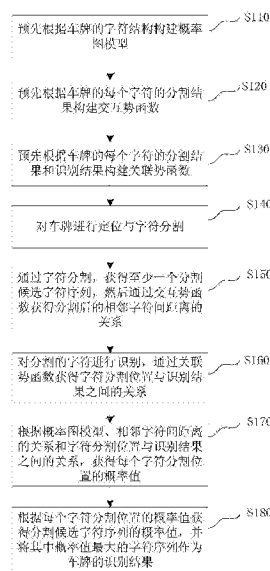 S110
预先根据车牌的字符结构构建概率
图模型
S120
预先根据车牌的每个字符的分割结
果构建交互势函数
S130
预先根据车牌的每个字符的分割结
果和识别结果构建关联势函数
S140
对车牌进行定位与字符分割
S150
通过字符分割，获得至少一个分割
候选字符序列，然后通过交互势函
数获得分割后的相邻字符间距离的
关系
S160
对分割的字符进行识别，通过关联
势函数获得字符分割位置与识别结
果之间的关系
S170
根据概率图模型、相邻字符间距离
的关系和字符分割位置与识别结果
之间的关系，获得每个字符分割位
置的概率值
S180
根据每个字符分割位置的概率值获
得分割候选字符序列的概率值，并
将其中概率值最大的字符序列作为
车牌的识别结果